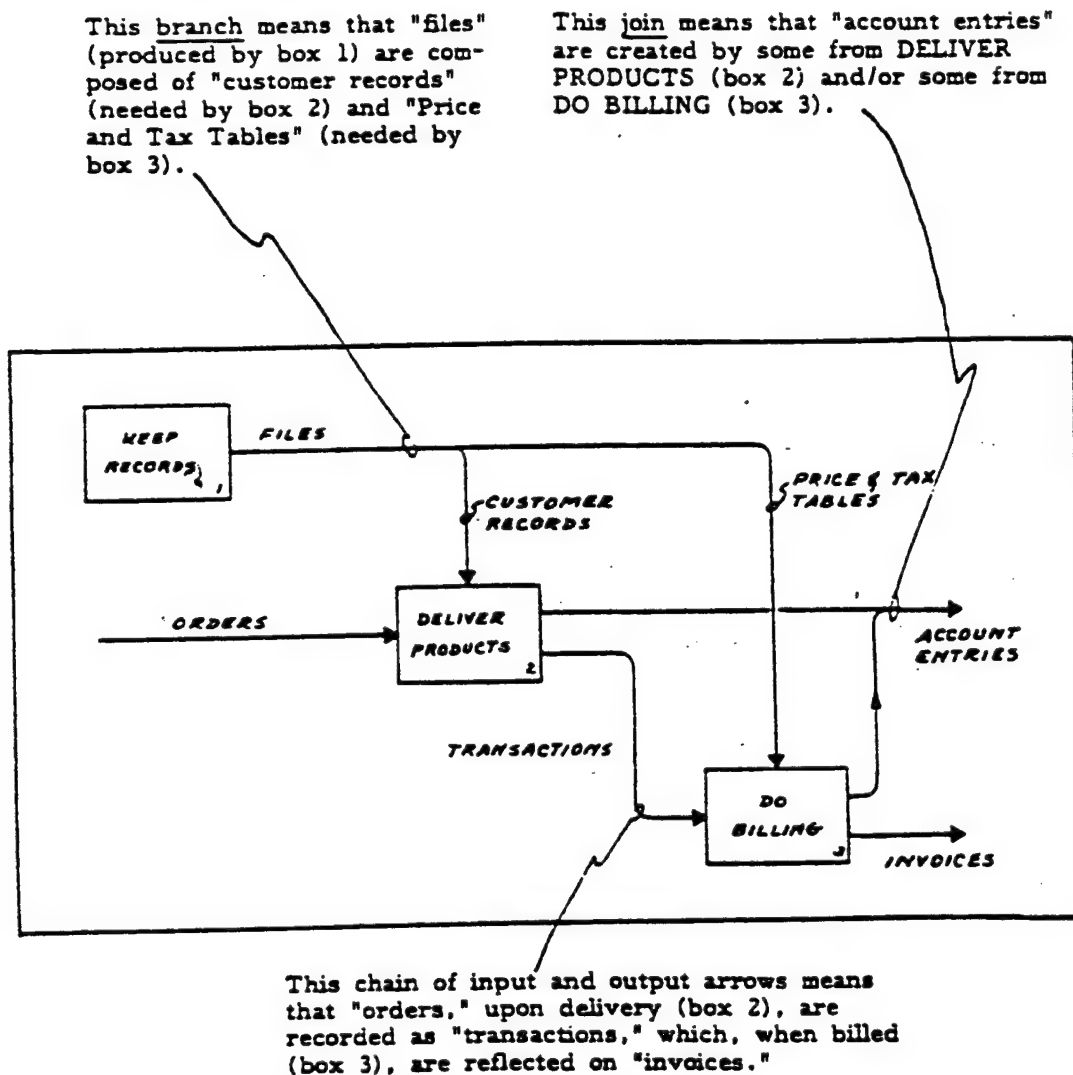 This branch means that "files"
(produced by box 1) are com-
posed of "customer records"
(needed by box 2) and "Price
and Tax Tables" (needed by
box 3).
This join means that "account entries"
are created by some from DELIVER
PRODUCTS (box 2) and/or some from
DO BILLING (box 3).
KEEP
RECORDS
1
FILES
CUSTOMER
RECORDS
PRICE & TAX
TABLES
ORDERS
DELIVER
PRODUCTS
2
ACCOUNT
ENTRIES
TRANSACTIONS
DO
BILLING
3
INVOICES
This chain of input and output arrows means
that "orders," upon delivery (box 2), are
recorded as "transactions," which, when billed
(box 3), are reflected on "invoices."